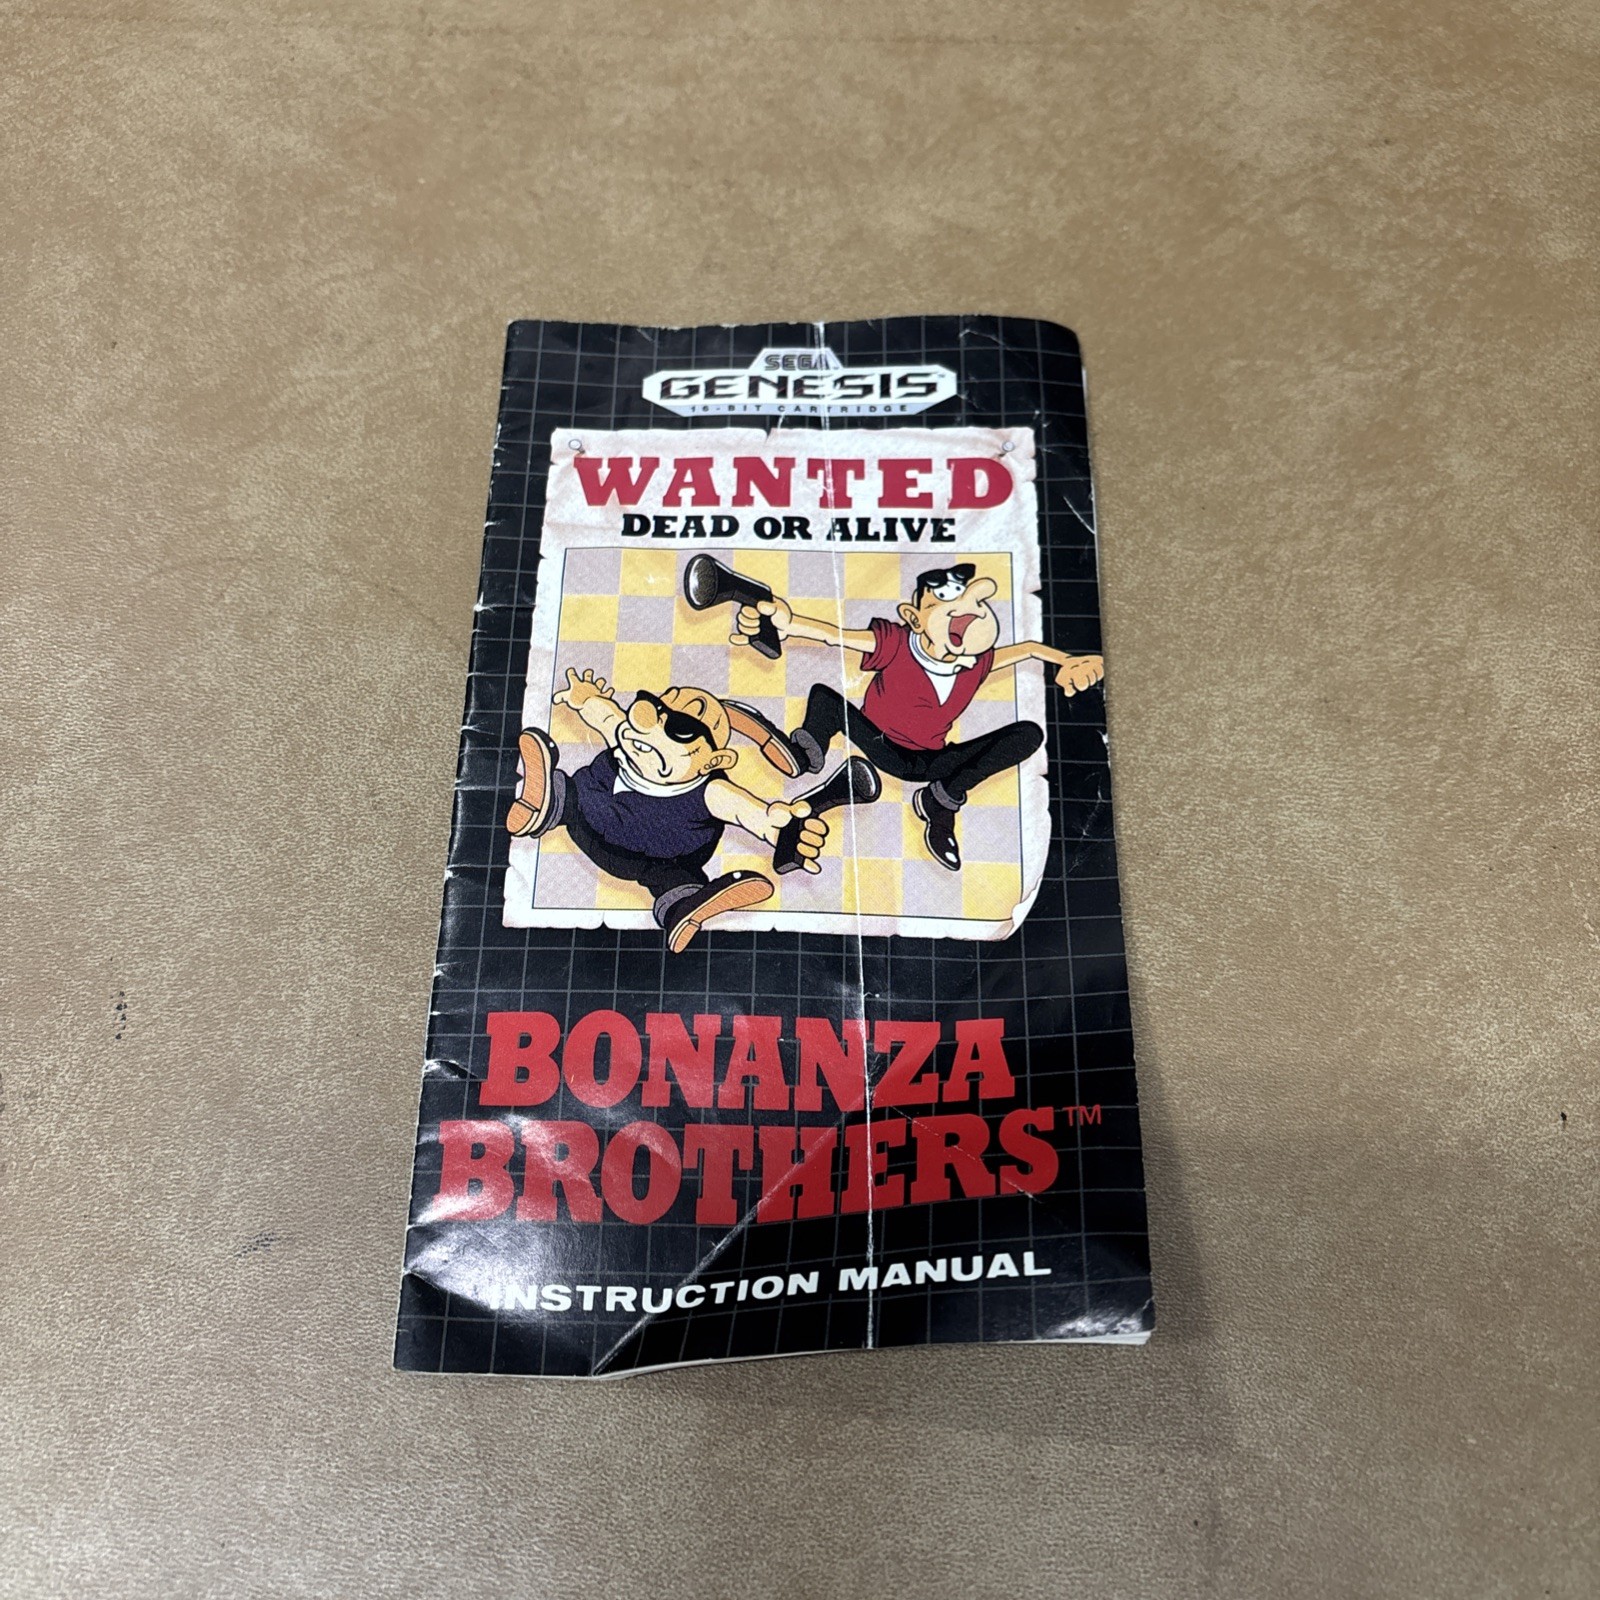 SEGA
GENESIS
16-BIT CARTRIDGE
WANTED
DEAD OR ALIVE
BONANZA
BROTHERS™
INSTRUCTION MANUAL